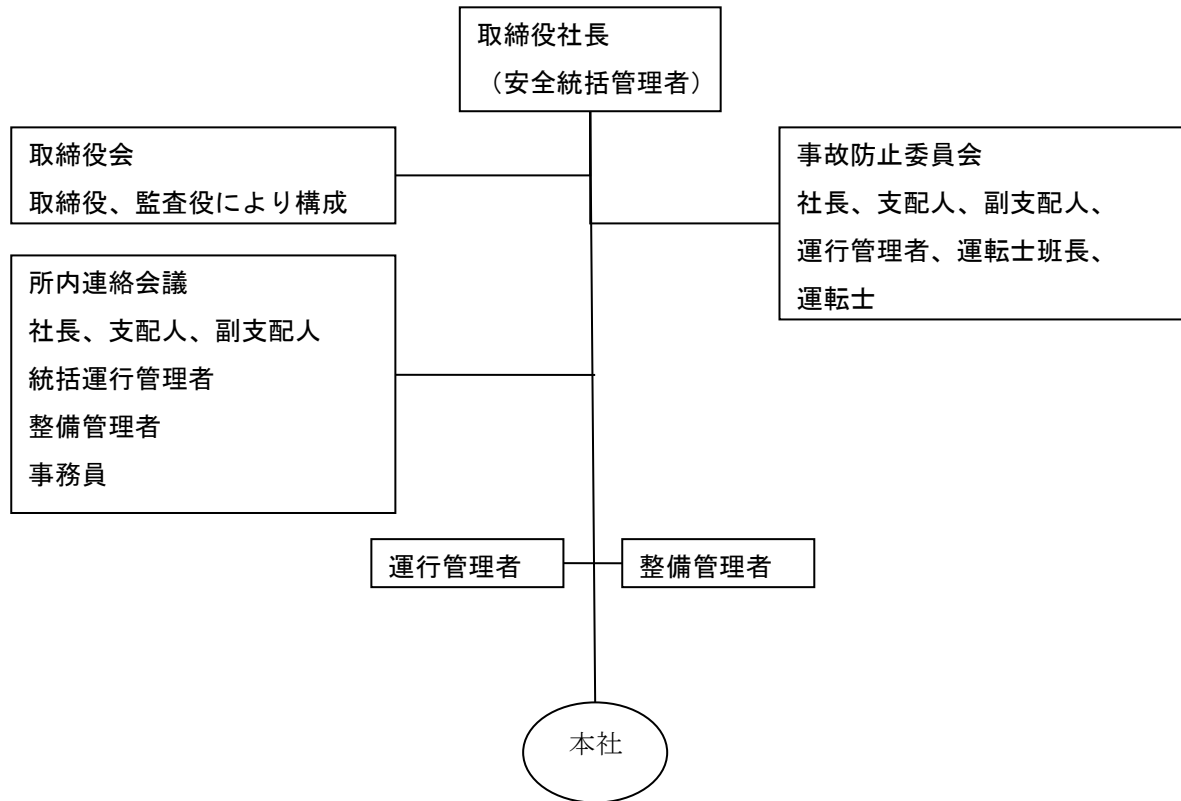 取締役社長
（安全統括管理者）
取締役会
取締役、監査役により構成
事故防止委員会
社長、支配人、副支配人、
運行管理者、運転士班長、
運転士
所内連絡会議
社長、支配人、副支配人
統括運行管理者
整備管理者
事務員
運行管理者
整備管理者
本社